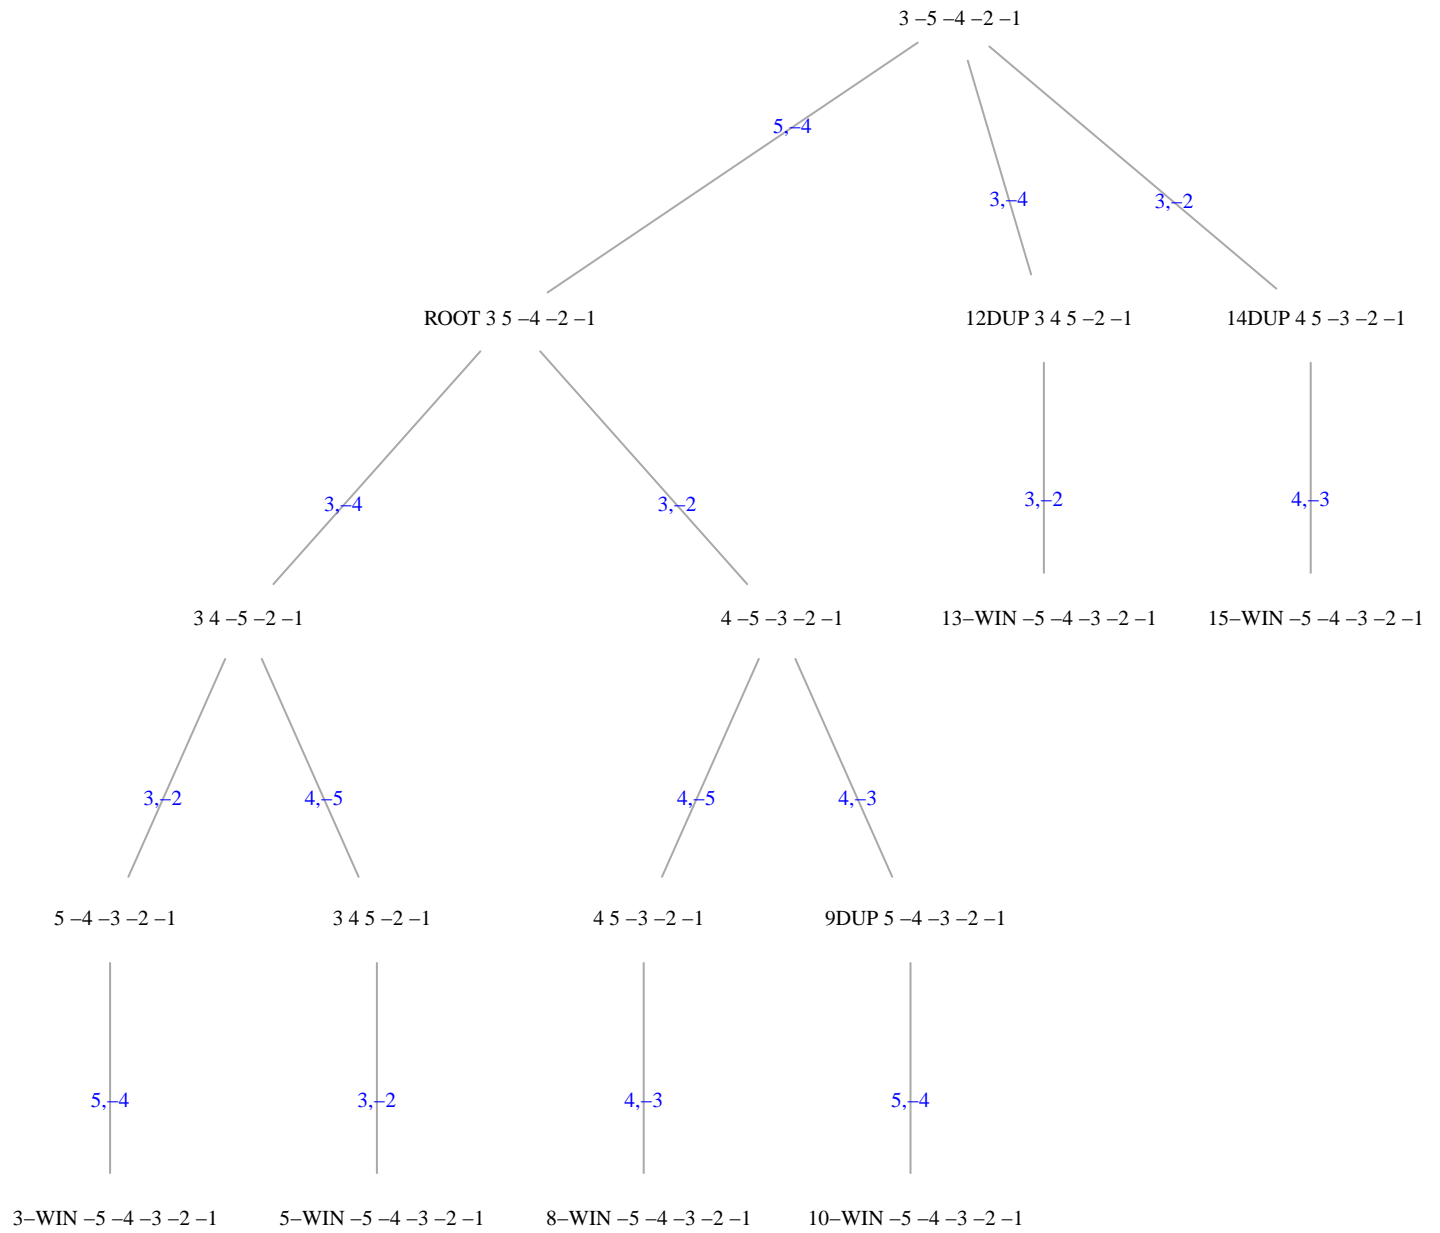 3 –5 –4 –2 –1
5,–4
3,–4
3,–2
ROOT 3 5 –4 –2 –1
12DUP 3 4 5 –2 –1
14DUP 4 5 –3 –2 –1
3,–4
3,–2
3,–2
4,–3
3 4 –5 –2 –1
4 –5 –3 –2 –1
13–WIN –5 –4 –3 –2 –1
15–WIN –5 –4 –3 –2 –1
3,–2
4,–5
4,–5
4,–3
5 –4 –3 –2 –1
3 4 5 –2 –1
4 5 –3 –2 –1
9DUP 5 –4 –3 –2 –1
5,–4
3,–2
4,–3
5,–4
3–WIN –5 –4 –3 –2 –1
5–WIN –5 –4 –3 –2 –1
8–WIN –5 –4 –3 –2 –1
10–WIN –5 –4 –3 –2 –1